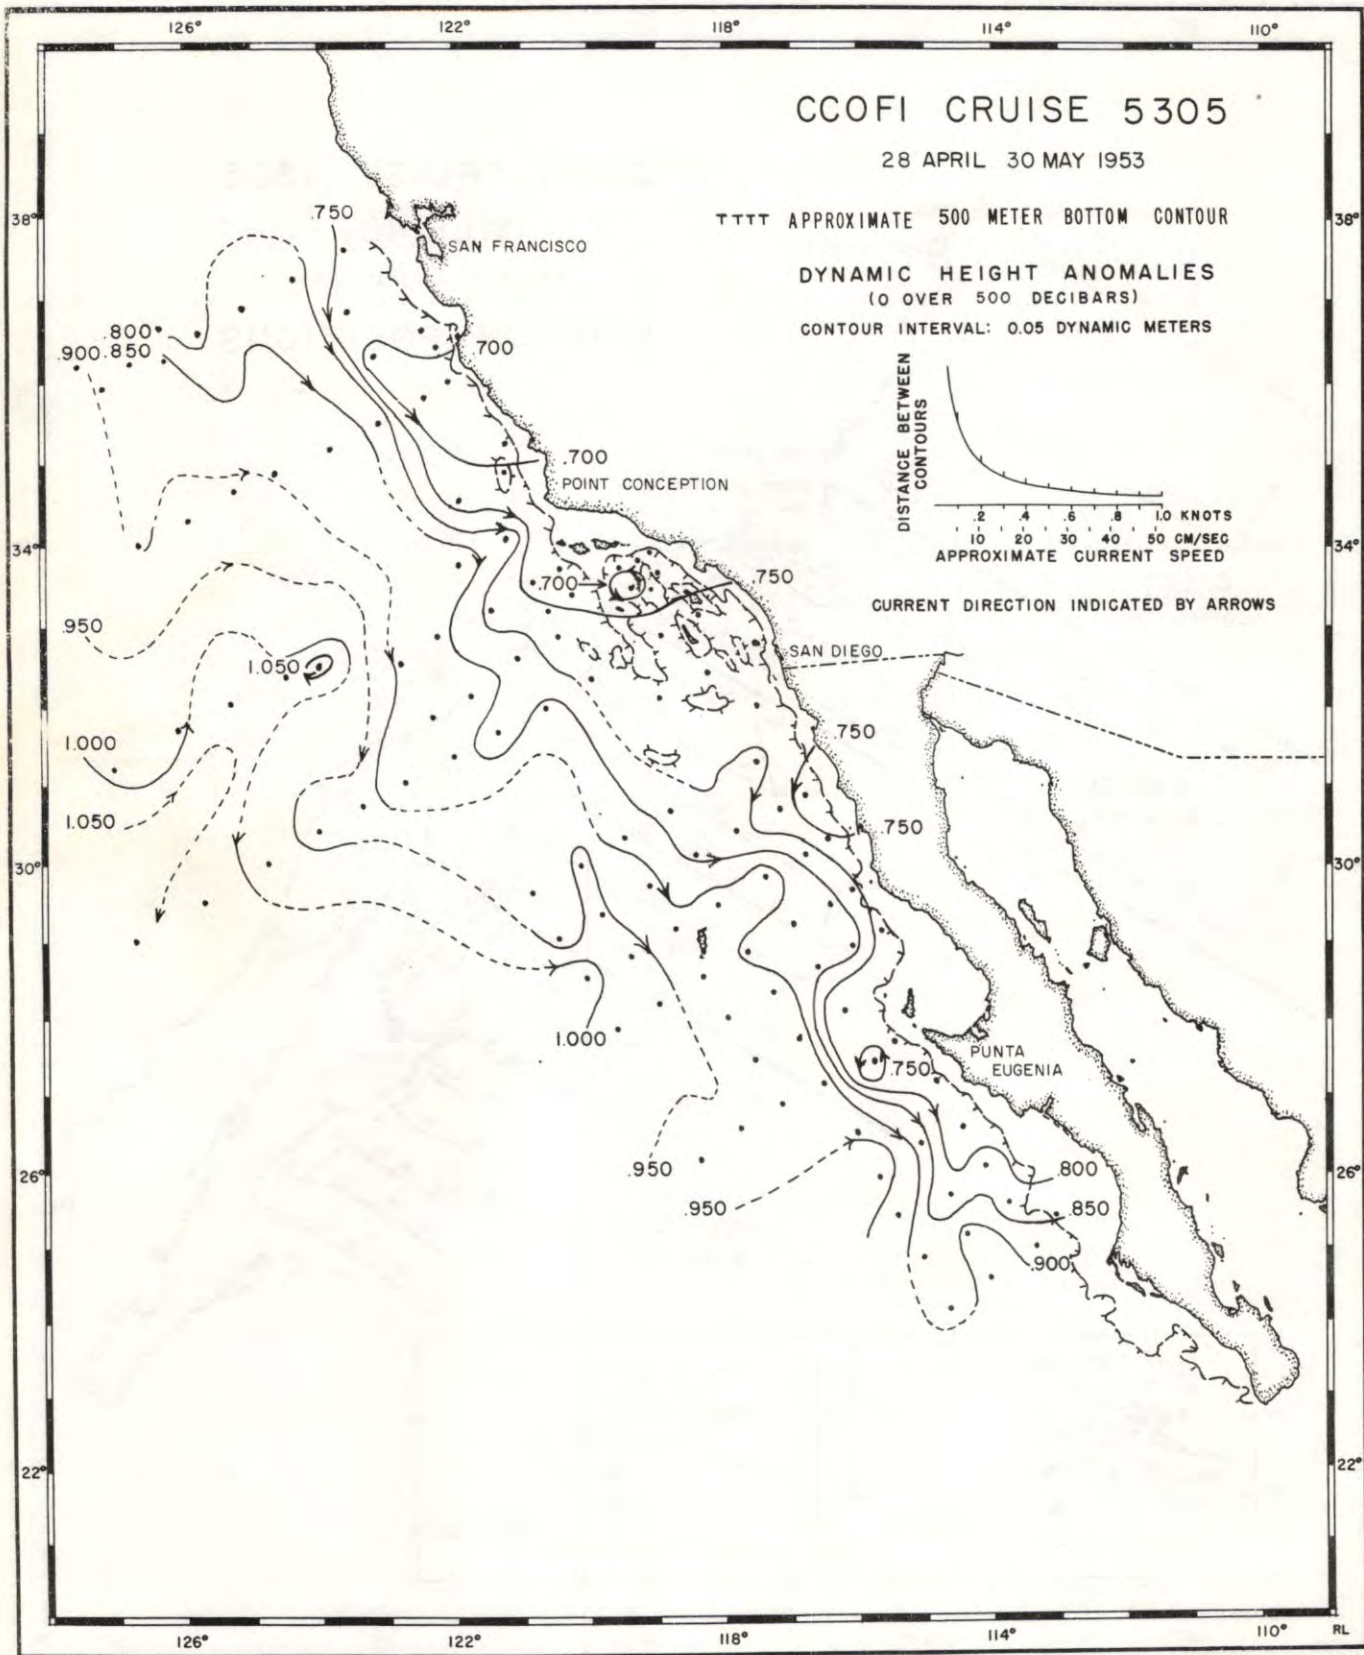 126° 122° 118° 114° 110°
CCOFI CRUISE 5305
28 APRIL 30 MAY 1953
38° .750 38°
TTTT APPROXIMATE 500 METER BOTTOM CONTOUR
SAN FRANCISCO
DYNAMIC HEIGHT ANOMALIES
(0 OVER 500 DECIBARS)
CONTOUR INTERVAL: 0.05 DYNAMIC METERS
.800
.900 .850
.700
DISTANCE BETWEEN
CONTOURS
.700
POINT CONCEPTION
.2 .4 .6 .8 1.0 KNOTS
10 20 30 40 50 CM/SEC
APPROXIMATE CURRENT SPEED
34° 34°
.700
.750
CURRENT DIRECTION INDICATED BY ARROWS
.950
SAN DIEGO
1.050
1.000
.750
1.050
.750
30° 30°
1.000
PUNTA
EUGENIA
.750
26° 26°
.950
.800
.950
.850
.900
22° 22°
126° 122° 118° 114° 110° RL